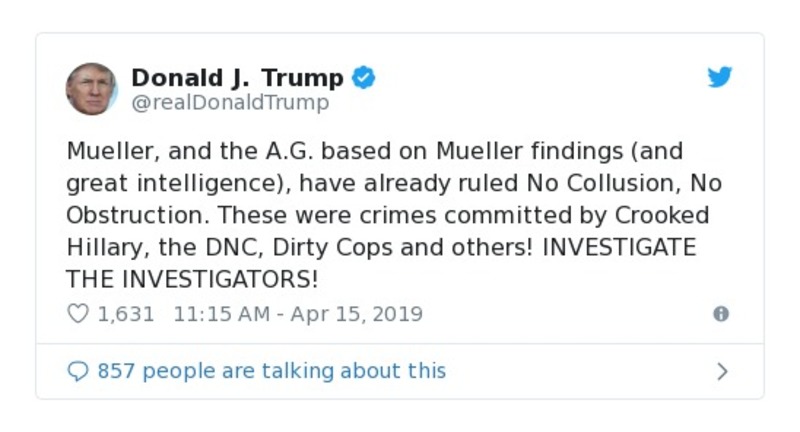 Donald J. Trump
@realDonaldTrump
Mueller, and the A.G. based on Mueller findings (and
great intelligence), have already ruled No Collusion, No
Obstruction. These were crimes committed by Crooked
Hillary, the DNC, Dirty Cops and others! INVESTIGATE
THE INVESTIGATORS!
1,631 11:15 AM - Apr 15, 2019
857 people are talking about this